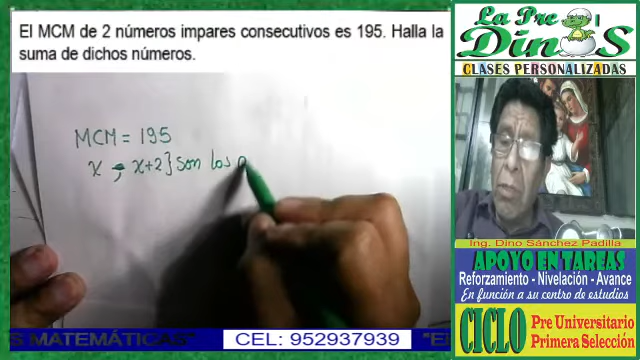 El MCM de 2 números impares consecutivos es 195. Halla la
suma de dichos números.
MCM = 195
x ; x+2} son los
La Pre
DinoS
CLASES PERSONALIZADAS
Ing. Dino Sánchez Padilla
APOYO EN TAREAS
Reforzamiento - Nivelación - Avance
En función a su centro de estudios
CICLO Pre Universitario
Primera Selección
S MATEMÁTICAS"
CEL: 952937939